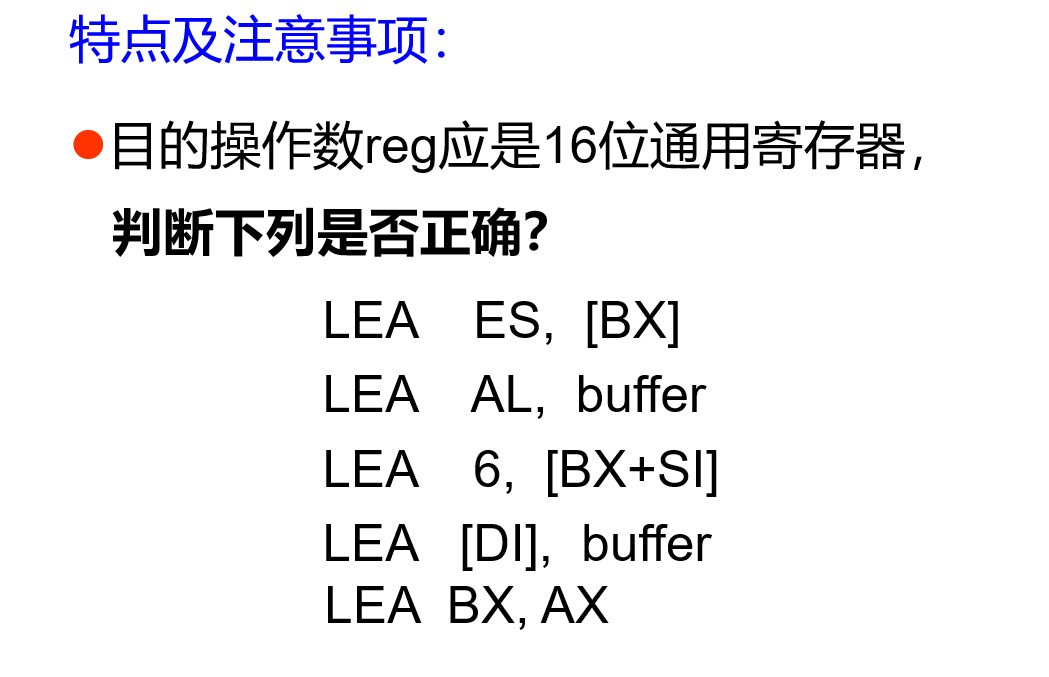 特点及注意事项：
●目的操作数reg应是16位通用寄存器，
判断下列是否正确？
LEA ES, [BX]
LEA AL, buffer
LEA 6, [BX+SI]
LEA [DI], buffer
LEA BX, AX